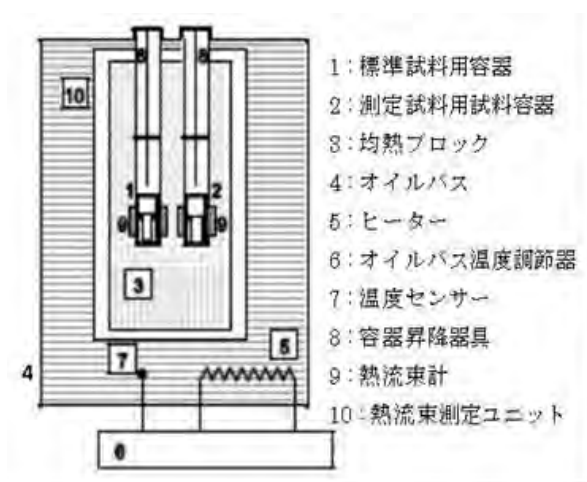 8 8
10
1 2
9 9
3
7 5
4
6
1：標準試料用容器
2：測定試料用試料容器
3：均熱ブロック
4：オイルバス
5：ヒーター
6：オイルバス温度調節器
7：温度センサー
8：容器昇降器具
9：熱流束計
10：熱流束測定ユニット